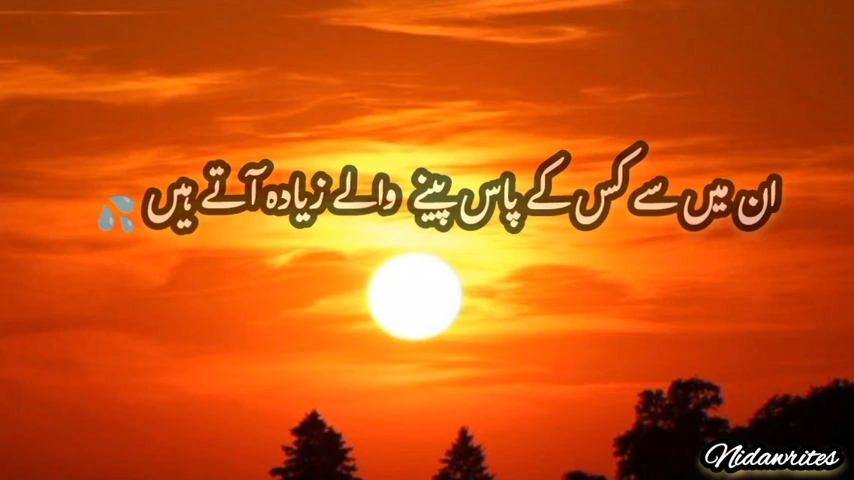 ان میں سے کس کے پاس پینے والے زیادہ آتے ہیں 💦
Nidawrites